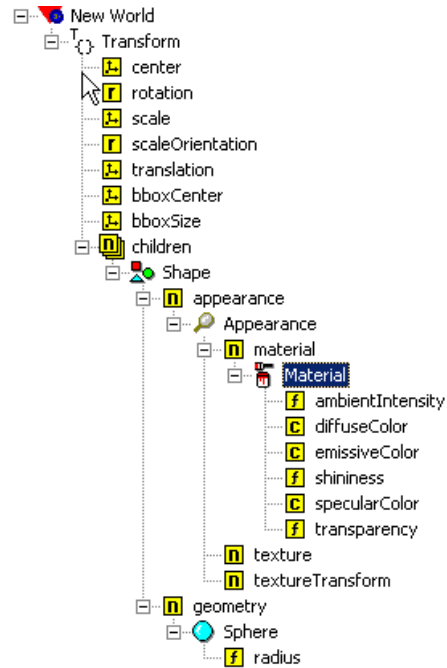 New World
Transform
center
rotation
scale
scaleOrientation
translation
bboxCenter
bboxSize
children
Shape
appearance
Appearance
material
Material
ambientIntensity
diffuseColor
emissiveColor
shininess
specularColor
transparency
texture
textureTransform
geometry
Sphere
radius